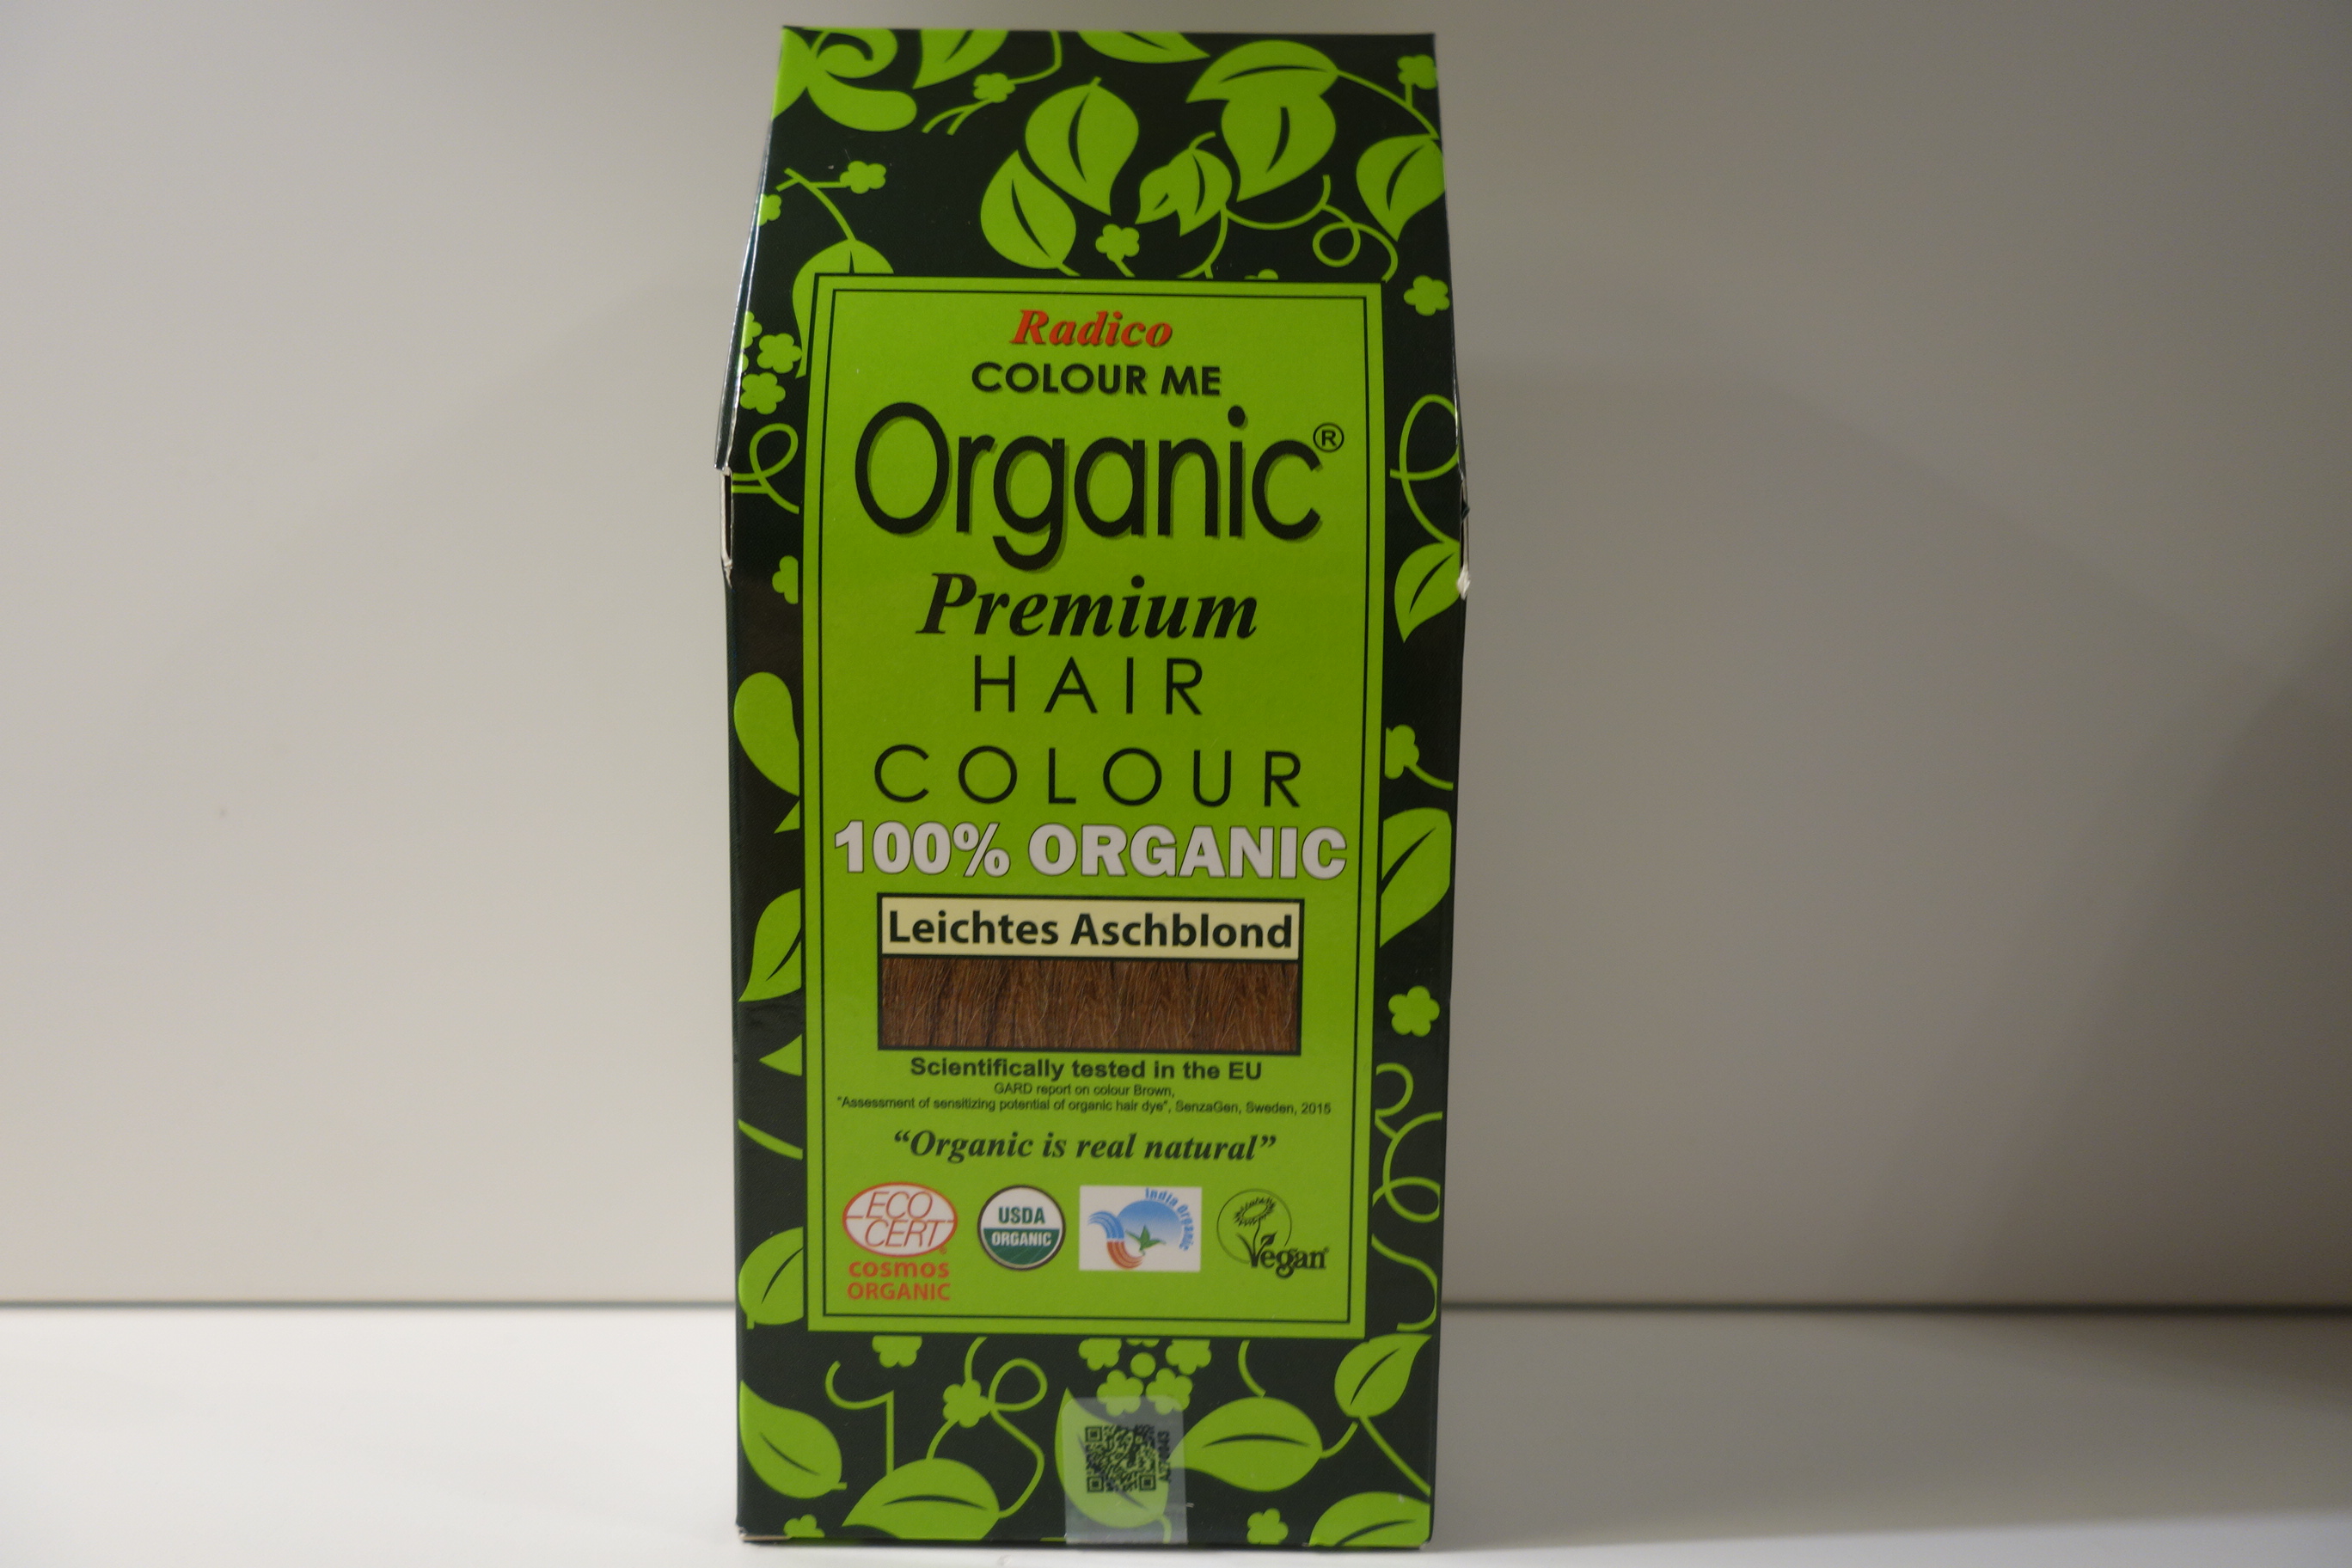 Radico
COLOUR ME
Organic®
Premium
HAIR
COLOUR
100% ORGANIC
Leichtes Aschblond
Scientifically tested in the EU
GARD report on colour Brown,
"Assessment of sensitizing potential of organic hair dye", SenzaGen, Sweden, 2015
“Organic is real natural”
ECO
CERT®
COSMOS
ORGANIC
USDA
ORGANIC
India Organic
Vegan